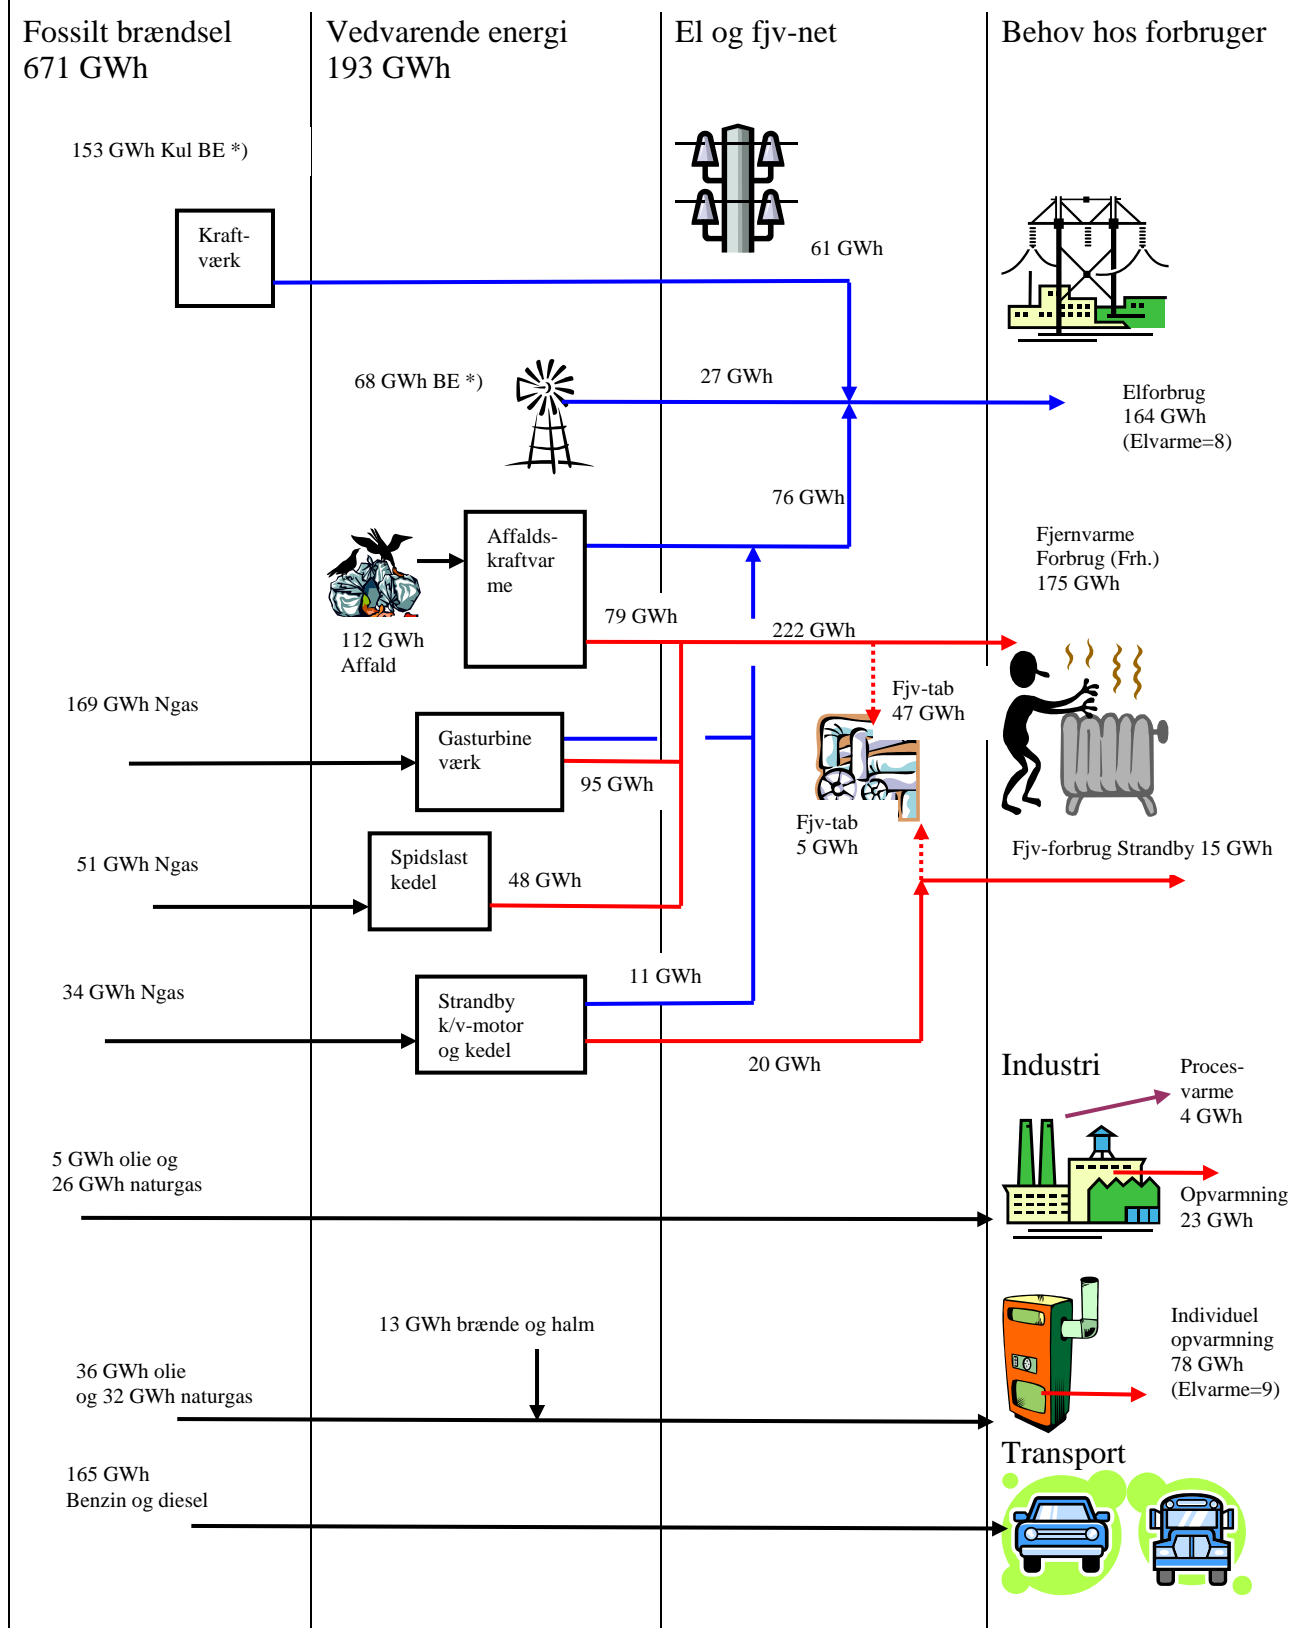 Fossilt brændsel
671 GWh
Vedvarende energi
193 GWh
El og fjv-net
Behov hos forbruger
153 GWh Kul BE *)
Kraft-
værk
61 GWh
68 GWh BE *)
27 GWh
Elforbrug
164 GWh
(Elvarme=8)
76 GWh
Affalds-
kraftvar
me
Fjernvarme
Forbrug (Frh.)
175 GWh
79 GWh
222 GWh
112 GWh
Affald
Fjv-tab
47 GWh
169 GWh Ngas
Gasturbine
værk
95 GWh
Fjv-tab
5 GWh
Fjv-forbrug Strandby 15 GWh
51 GWh Ngas
Spidslast
kedel
48 GWh
34 GWh Ngas
11 GWh
Strandby
k/v-motor
og kedel
20 GWh
Industri
Proces-
varme
4 GWh
5 GWh olie og
26 GWh naturgas
Opvarmning
23 GWh
13 GWh brænde og halm
Individuel
opvarmning
78 GWh
(Elvarme=9)
36 GWh olie
og 32 GWh naturgas
Transport
165 GWh
Benzin og diesel